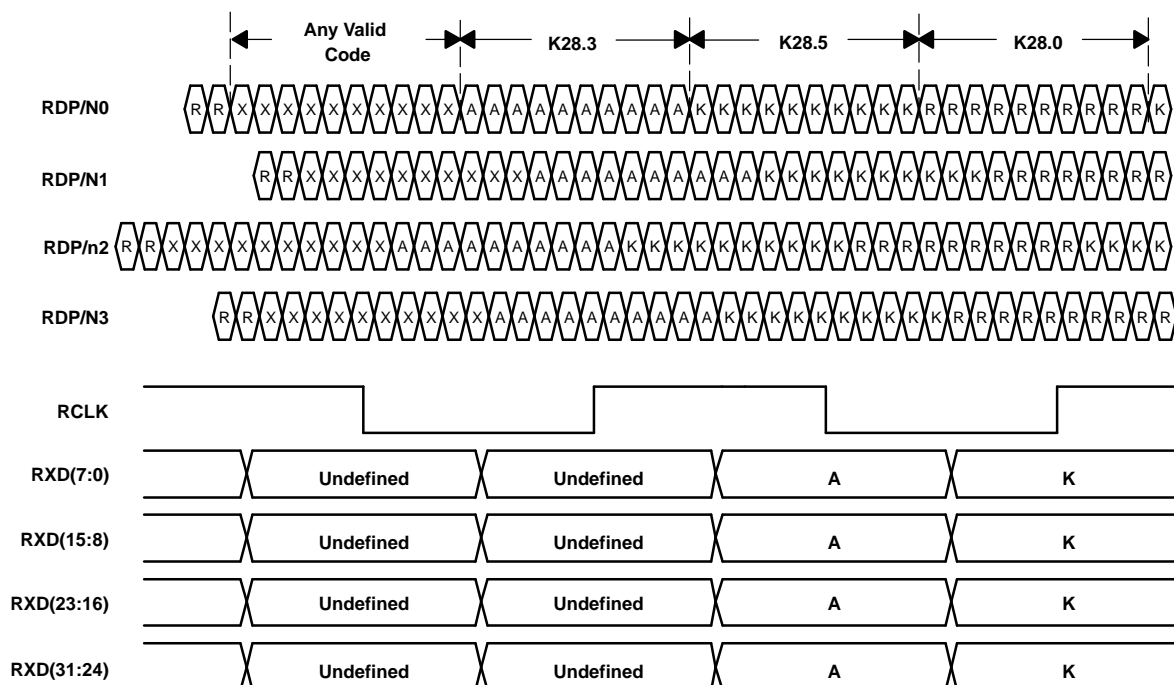 Any Valid
Code
K28.3
K28.5
K28.0
RDP/N0 R R X X X X X X X X X X A A A A A A A A A A K K K K K K K K K K R R R R R R R R R R K
RDP/N1 R R X X X X X X X X X X A A A A A A A A A A K K K K K K K K K K R R R R R R R R
RDP/n2 R R X X X X X X X X X X A A A A A A A A A A K K K K K K K K K K R R R R R R R R R R K K K K
RDP/N3 R R X X X X X X X X X X A A A A A A A A A A K K K K K K K K K K R R R R R R R R R R
RCLK
RXD(7:0) Undefined Undefined A K
RXD(15:8) Undefined Undefined A K
RXD(23:16) Undefined Undefined A K
RXD(31:24) Undefined Undefined A K